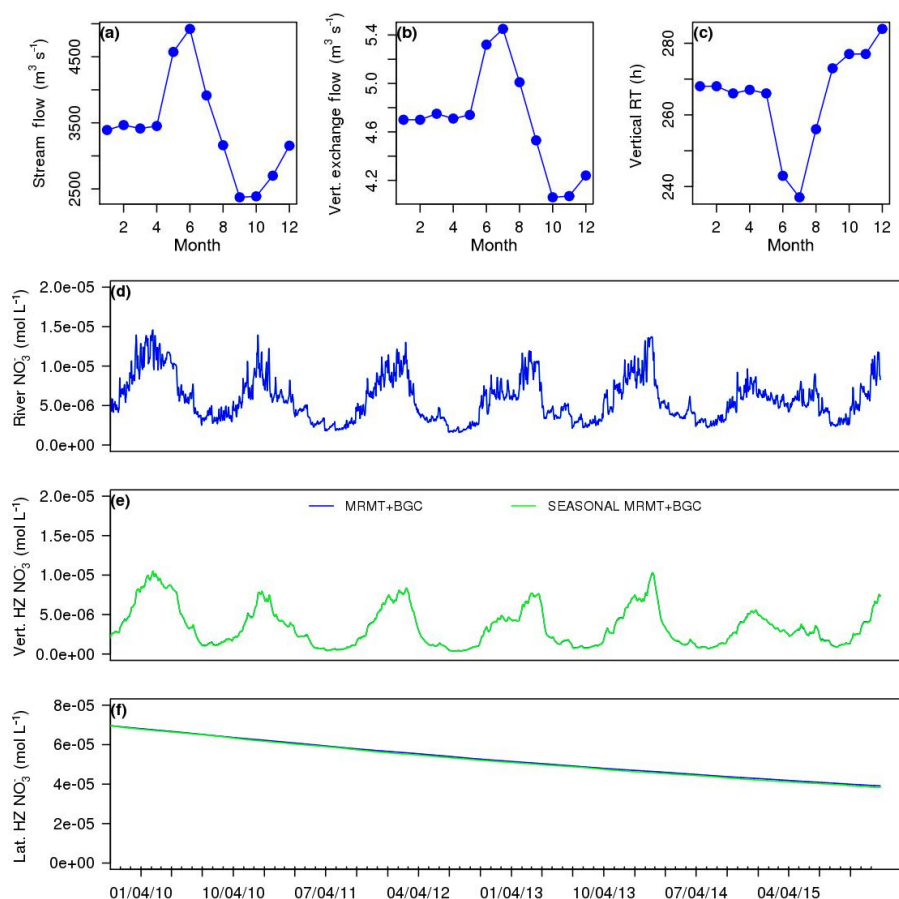 (a) (b) (c)
Stream flow (m³ s⁻¹)
4500
3500
2500
2 4 6 8 10 12
Month
Vert. exchange flow (m³ s⁻¹)
5.4
5.0
4.6
4.2
2 4 6 8 10 12
Month
Vertical RT (h)
280
260
240
2 4 6 8 10 12
Month
(d)
River NO₃⁻ (mol L⁻¹)
2.0e-05
1.5e-05
1.0e-05
5.0e-06
0.0e+00
(e)
MRMT+BGC SEASONAL MRMT+BGC
Vert. HZ NO₃⁻ (mol L⁻¹)
2.0e-05
1.5e-05
1.0e-05
5.0e-06
0.0e+00
(f)
Lat. HZ NO₃⁻ (mol L⁻¹)
8e-05
6e-05
4e-05
2e-05
0e+00
01/04/10 10/04/10 07/04/11 04/04/12 01/04/13 10/04/13 07/04/14 04/04/15